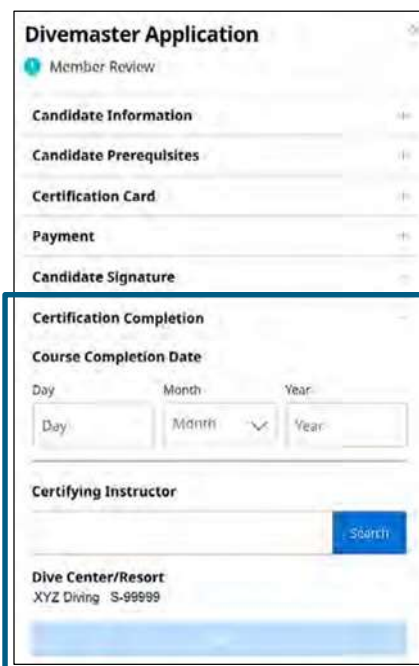 Divemaster Application
Member Review
Candidate Information
Candidate Prerequisites
Certification Card
Payment
Candidate Signature
Certification Completion
Course Completion Date
Day Month Year
Day Month Year
Certifying Instructor
Search
Dive Center/Resort
XYZ Diving S-99999